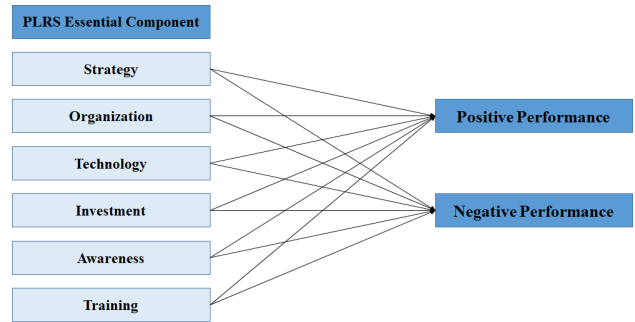 PLRS Essential Component
Strategy
Organization
Technology
Investment
Awareness
Training
Positive Performance
Negative Performance